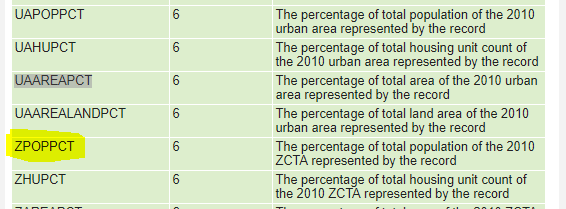 UAPOPPCT 6 The percentage of total population of the 2010
urban area represented by the record
UAHUPCT 6 The percentage of total housing unit count of
the 2010 urban area represented by the record
UAAREAPCT 6 The percentage of total area of the 2010 urban
area represented by the record
UAAREALANDPCT 6 The percentage of total land area of the 2010
urban area represented by the record
ZPOPPCT 6 The percentage of total population of the 2010
ZCTA represented by the record
ZHUPCT 6 The percentage of total housing unit count of
the 2010 ZCTA represented by the record